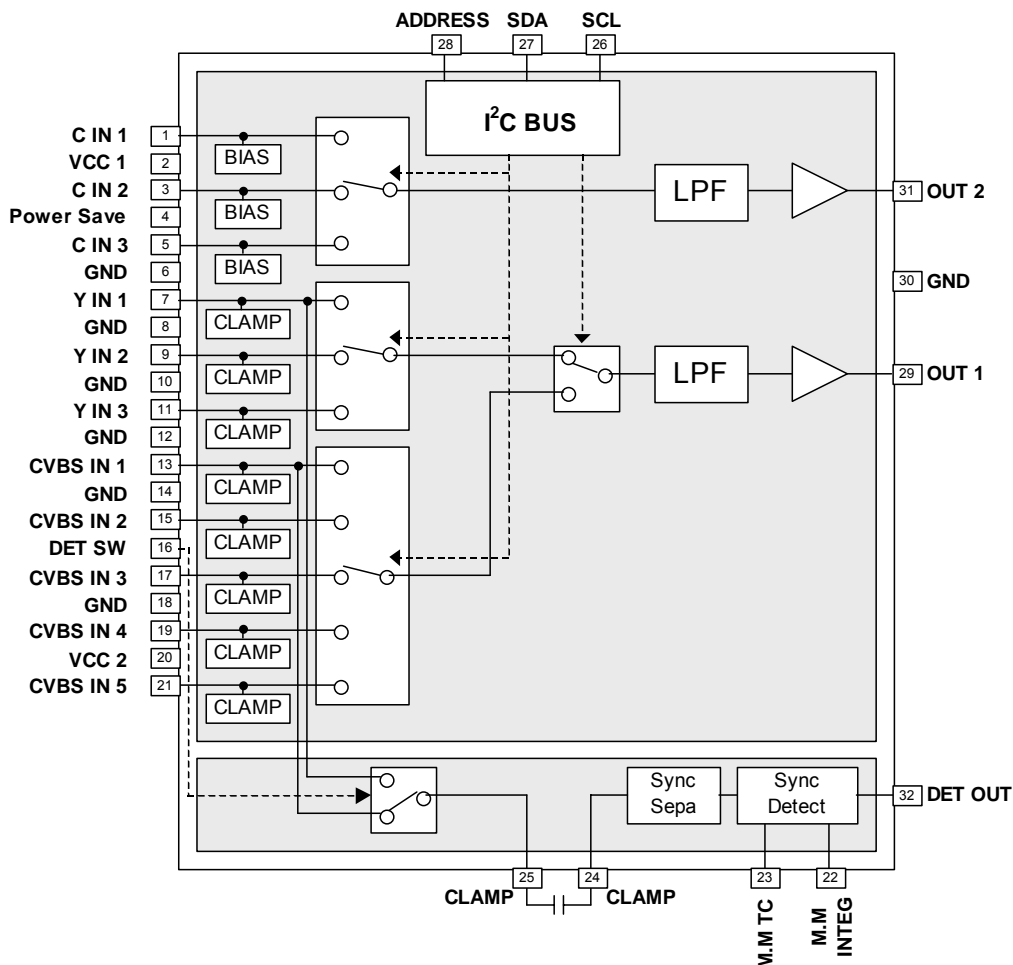 ADDRESS SDA SCL
28 27 26
I²C BUS
C IN 1 1
BIAS
VCC 1 2
C IN 2 3
BIAS
Power Save 4
C IN 3 5
BIAS
GND 6
LPF
31 OUT 2
30 GND
Y IN 1 7
CLAMP
GND 8
Y IN 2 9
CLAMP
GND 10
Y IN 3 11
CLAMP
GND 12
LPF
29 OUT 1
CVBS IN 1 13
CLAMP
GND 14
CVBS IN 2 15
CLAMP
DET SW 16
CVBS IN 3 17
CLAMP
GND 18
CVBS IN 4 19
CLAMP
VCC 2 20
CVBS IN 5 21
CLAMP
Sync
Sepa
Sync
Detect
32 DET OUT
25 24 23 22
CLAMP CLAMP
M.M TC
M.M
INTEG